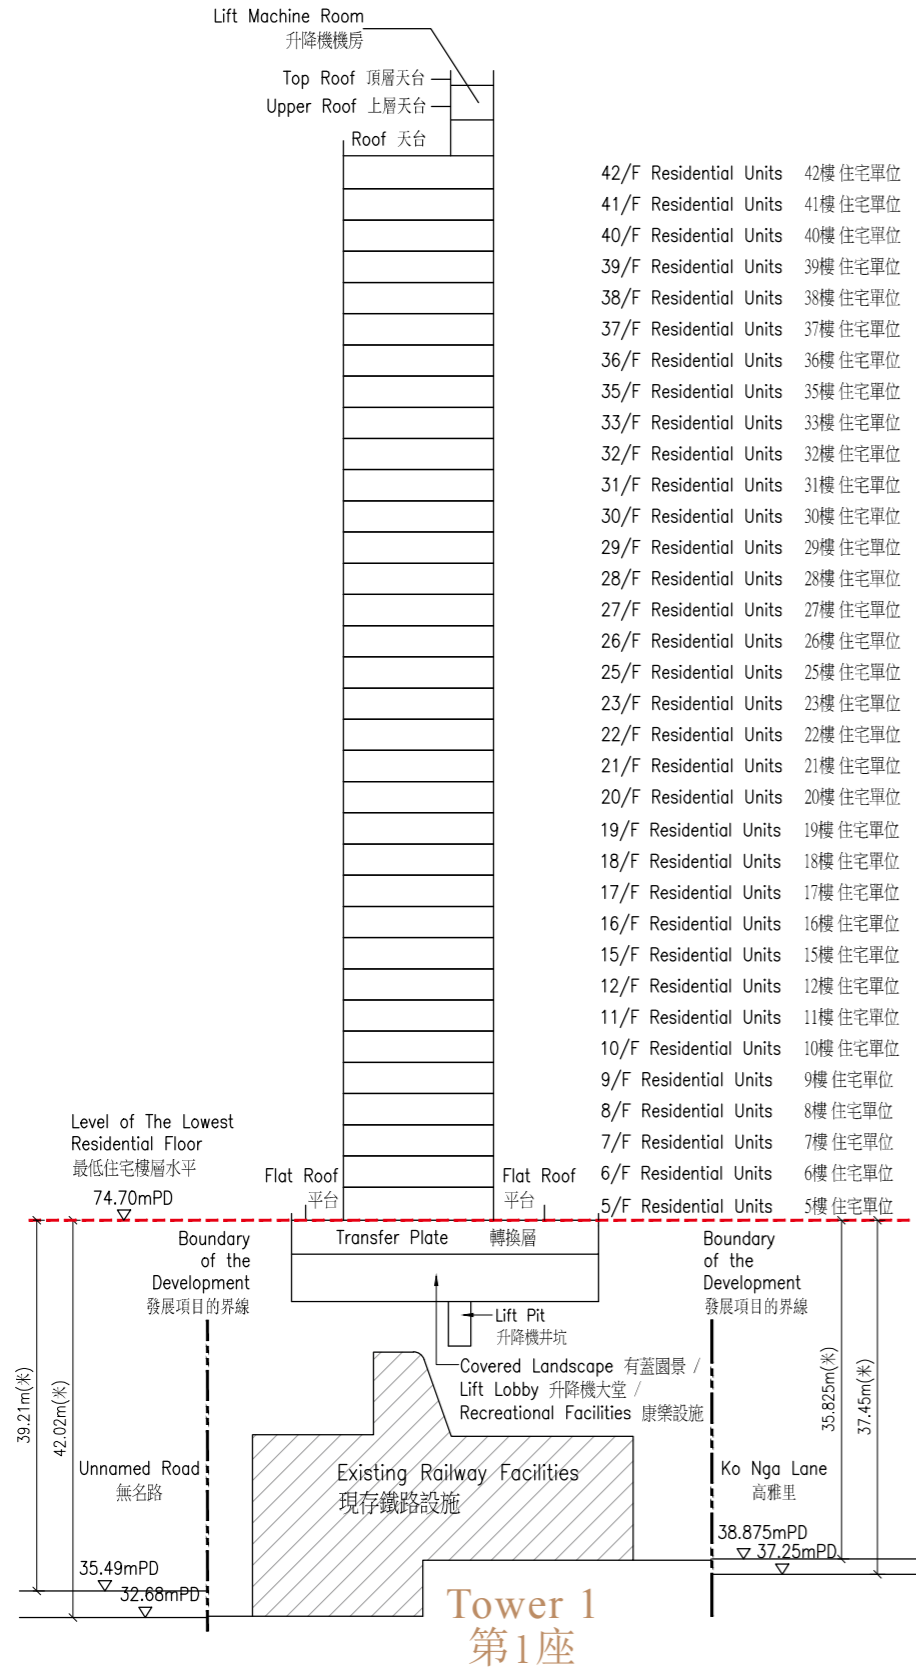 Lift Machine Room
升降機機房
Top Roof 頂層天台
Upper Roof 上層天台
Roof 天台
42/F Residential Units 42樓 住宅單位
41/F Residential Units 41樓 住宅單位
40/F Residential Units 40樓 住宅單位
39/F Residential Units 39樓 住宅單位
38/F Residential Units 38樓 住宅單位
37/F Residential Units 37樓 住宅單位
36/F Residential Units 36樓 住宅單位
35/F Residential Units 35樓 住宅單位
33/F Residential Units 33樓 住宅單位
32/F Residential Units 32樓 住宅單位
31/F Residential Units 31樓 住宅單位
30/F Residential Units 30樓 住宅單位
29/F Residential Units 29樓 住宅單位
28/F Residential Units 28樓 住宅單位
27/F Residential Units 27樓 住宅單位
26/F Residential Units 26樓 住宅單位
25/F Residential Units 25樓 住宅單位
23/F Residential Units 23樓 住宅單位
22/F Residential Units 22樓 住宅單位
21/F Residential Units 21樓 住宅單位
20/F Residential Units 20樓 住宅單位
19/F Residential Units 19樓 住宅單位
18/F Residential Units 18樓 住宅單位
17/F Residential Units 17樓 住宅單位
16/F Residential Units 16樓 住宅單位
15/F Residential Units 15樓 住宅單位
12/F Residential Units 12樓 住宅單位
11/F Residential Units 11樓 住宅單位
10/F Residential Units 10樓 住宅單位
9/F Residential Units 9樓 住宅單位
8/F Residential Units 8樓 住宅單位
7/F Residential Units 7樓 住宅單位
6/F Residential Units 6樓 住宅單位
5/F Residential Units 5樓 住宅單位
Level of The Lowest
Residential Floor
最低住宅樓層水平
74.70mPD
Flat Roof
平台
Flat Roof
平台
Transfer Plate 轉換層
Boundary
of the
Development
發展項目的界線
Boundary
of the
Development
發展項目的界線
Lift Pit
升降機井坑
Covered Landscape 有蓋園景 /
Lift Lobby 升降機大堂 /
Recreational Facilities 康樂設施
39.21m(米)
42.02m(米)
35.825m(米)
37.45m(米)
Unnamed Road
無名路
Existing Railway Facilities
現存鐵路設施
Ko Nga Lane
高雅里
38.875mPD
37.25mPD
35.49mPD
32.68mPD
Tower 1
第1座